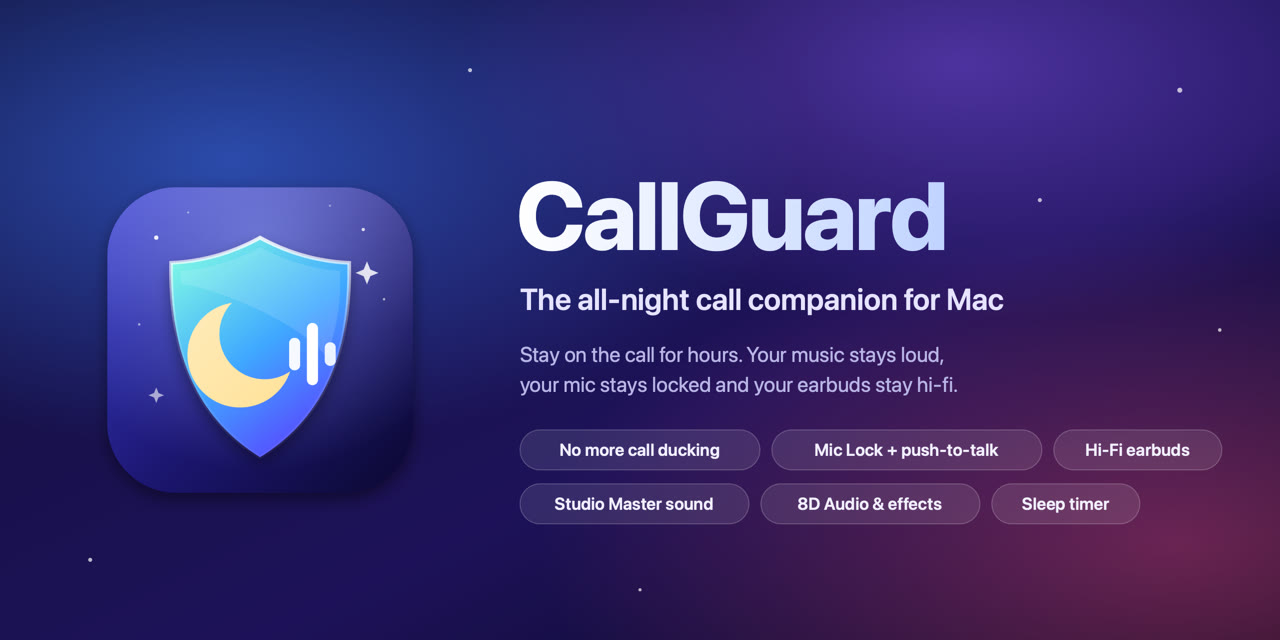 CallGuard
The all-night call companion for Mac
Stay on the call for hours. Your music stays loud,
your mic stays locked and your earbuds stay hi-fi.
No more call ducking
Mic Lock + push-to-talk
Hi-Fi earbuds
Studio Master sound
8D Audio & effects
Sleep timer